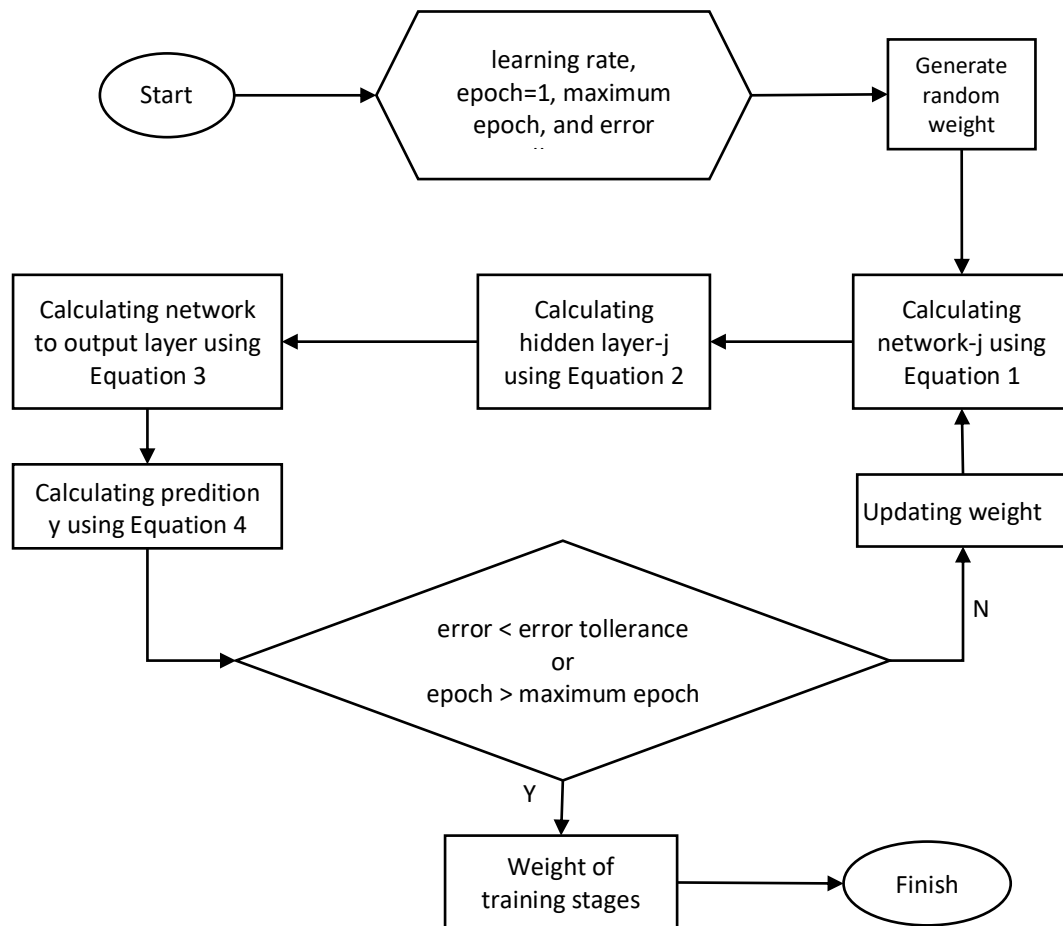 Start
learning rate,
epoch=1, maximum
epoch, and error
Generate
random
weight
Calculating network
to output layer using
Equation 3
Calculating
hidden layer-j
using Equation 2
Calculating
network-j using
Equation 1
Calculating predition
y using Equation 4
Updating weight
error < error tollerance
or
epoch > maximum epoch
N
Y
Weight of
training stages
Finish